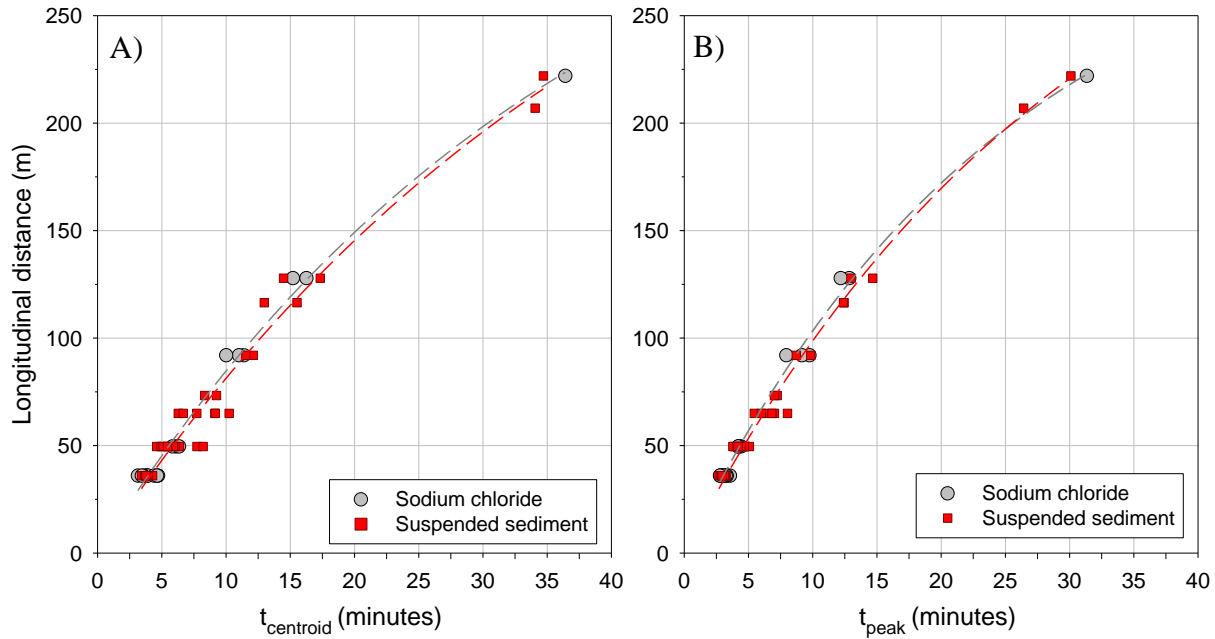 A)
B)
250
200
150
100
50
0
Longitudinal distance (m)
0 5 10 15 20 25 30 35 40
t_centroid (minutes)
Sodium chloride
Suspended sediment
250
200
150
100
50
0
0 5 10 15 20 25 30 35 40
t_peak (minutes)
Sodium chloride
Suspended sediment